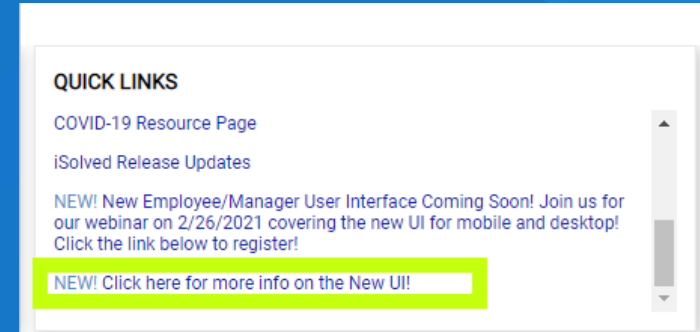 QUICK LINKS
COVID-19 Resource Page
iSolved Release Updates
NEW! New Employee/Manager User Interface Coming Soon! Join us for
our webinar on 2/26/2021 covering the new UI for mobile and desktop!
Click the link below to register!
NEW! Click here for more info on the New UI!